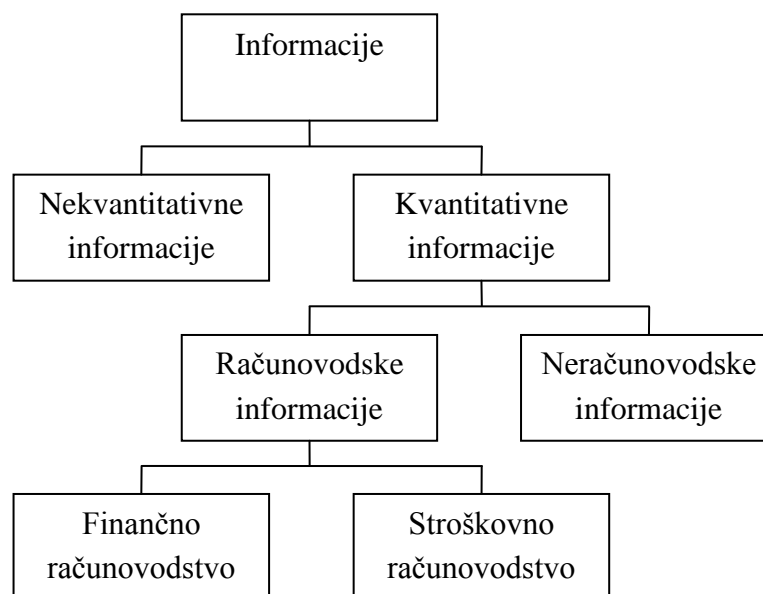 Informacije
Nekvantitativne
informacije
Kvantitativne
informacije
Računovodske
informacije
Neračunovodske
informacije
Finančno
računovodstvo
Stroškovno
računovodstvo